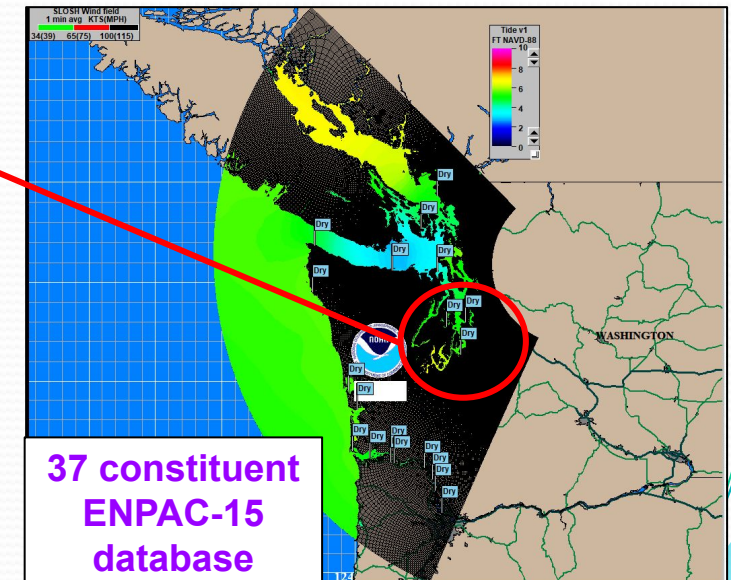 SLOSH Wind field
1 min avg KTS(MPH)
34(39) 65(75) 100(115)
Tide v1
FT NAVD-88
10
8
6
4
2
0
Dry
Dry
Dry
Dry
Dry
Dry
Dry
Dry
Dry
WASHINGTON
NOAA
Dry
Dry
Dry
Dry
Dry
Dry
Dry
Dry
Dry
Dry
37 constituent
ENPAC-15
database